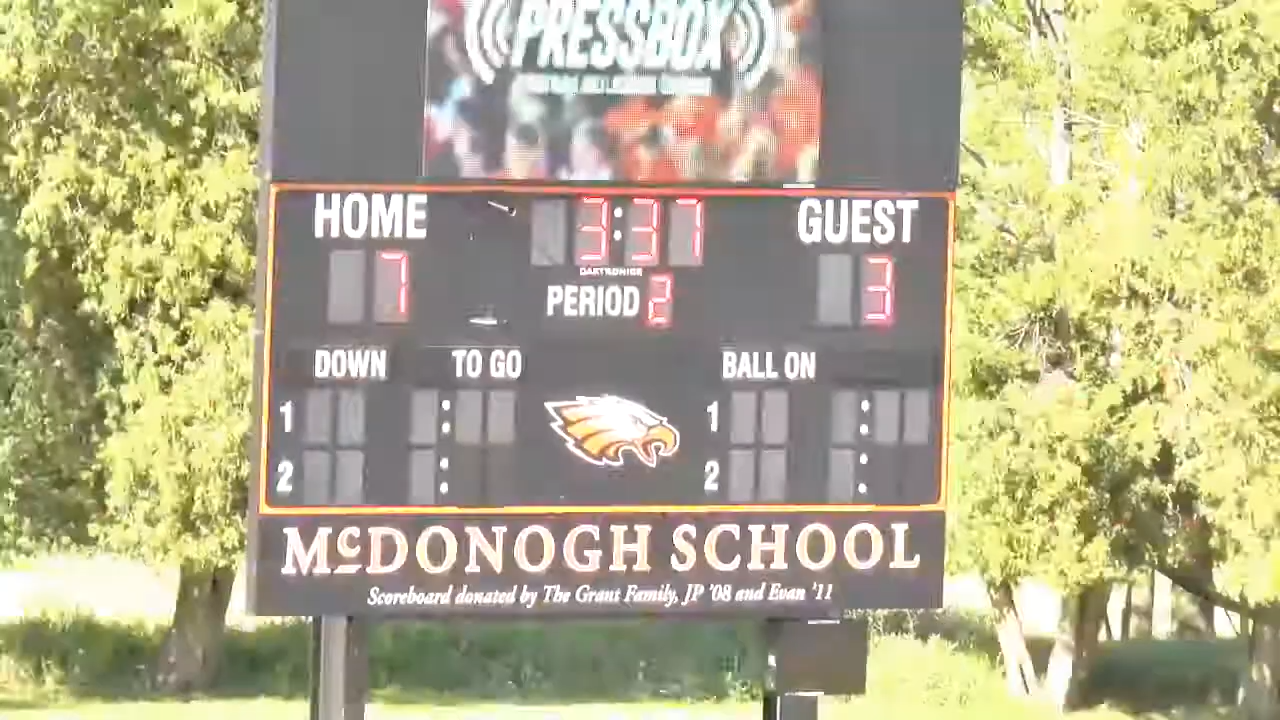 PRESSBOX
HOME 3:37 GUEST
DAKTRONICS
7 PERIOD 2 3
DOWN TO GO BALL ON
1 : 1 :
2 : 2 :
McDONOGH SCHOOL
Scoreboard donated by The Grant Family, JP '08 and Evan '11